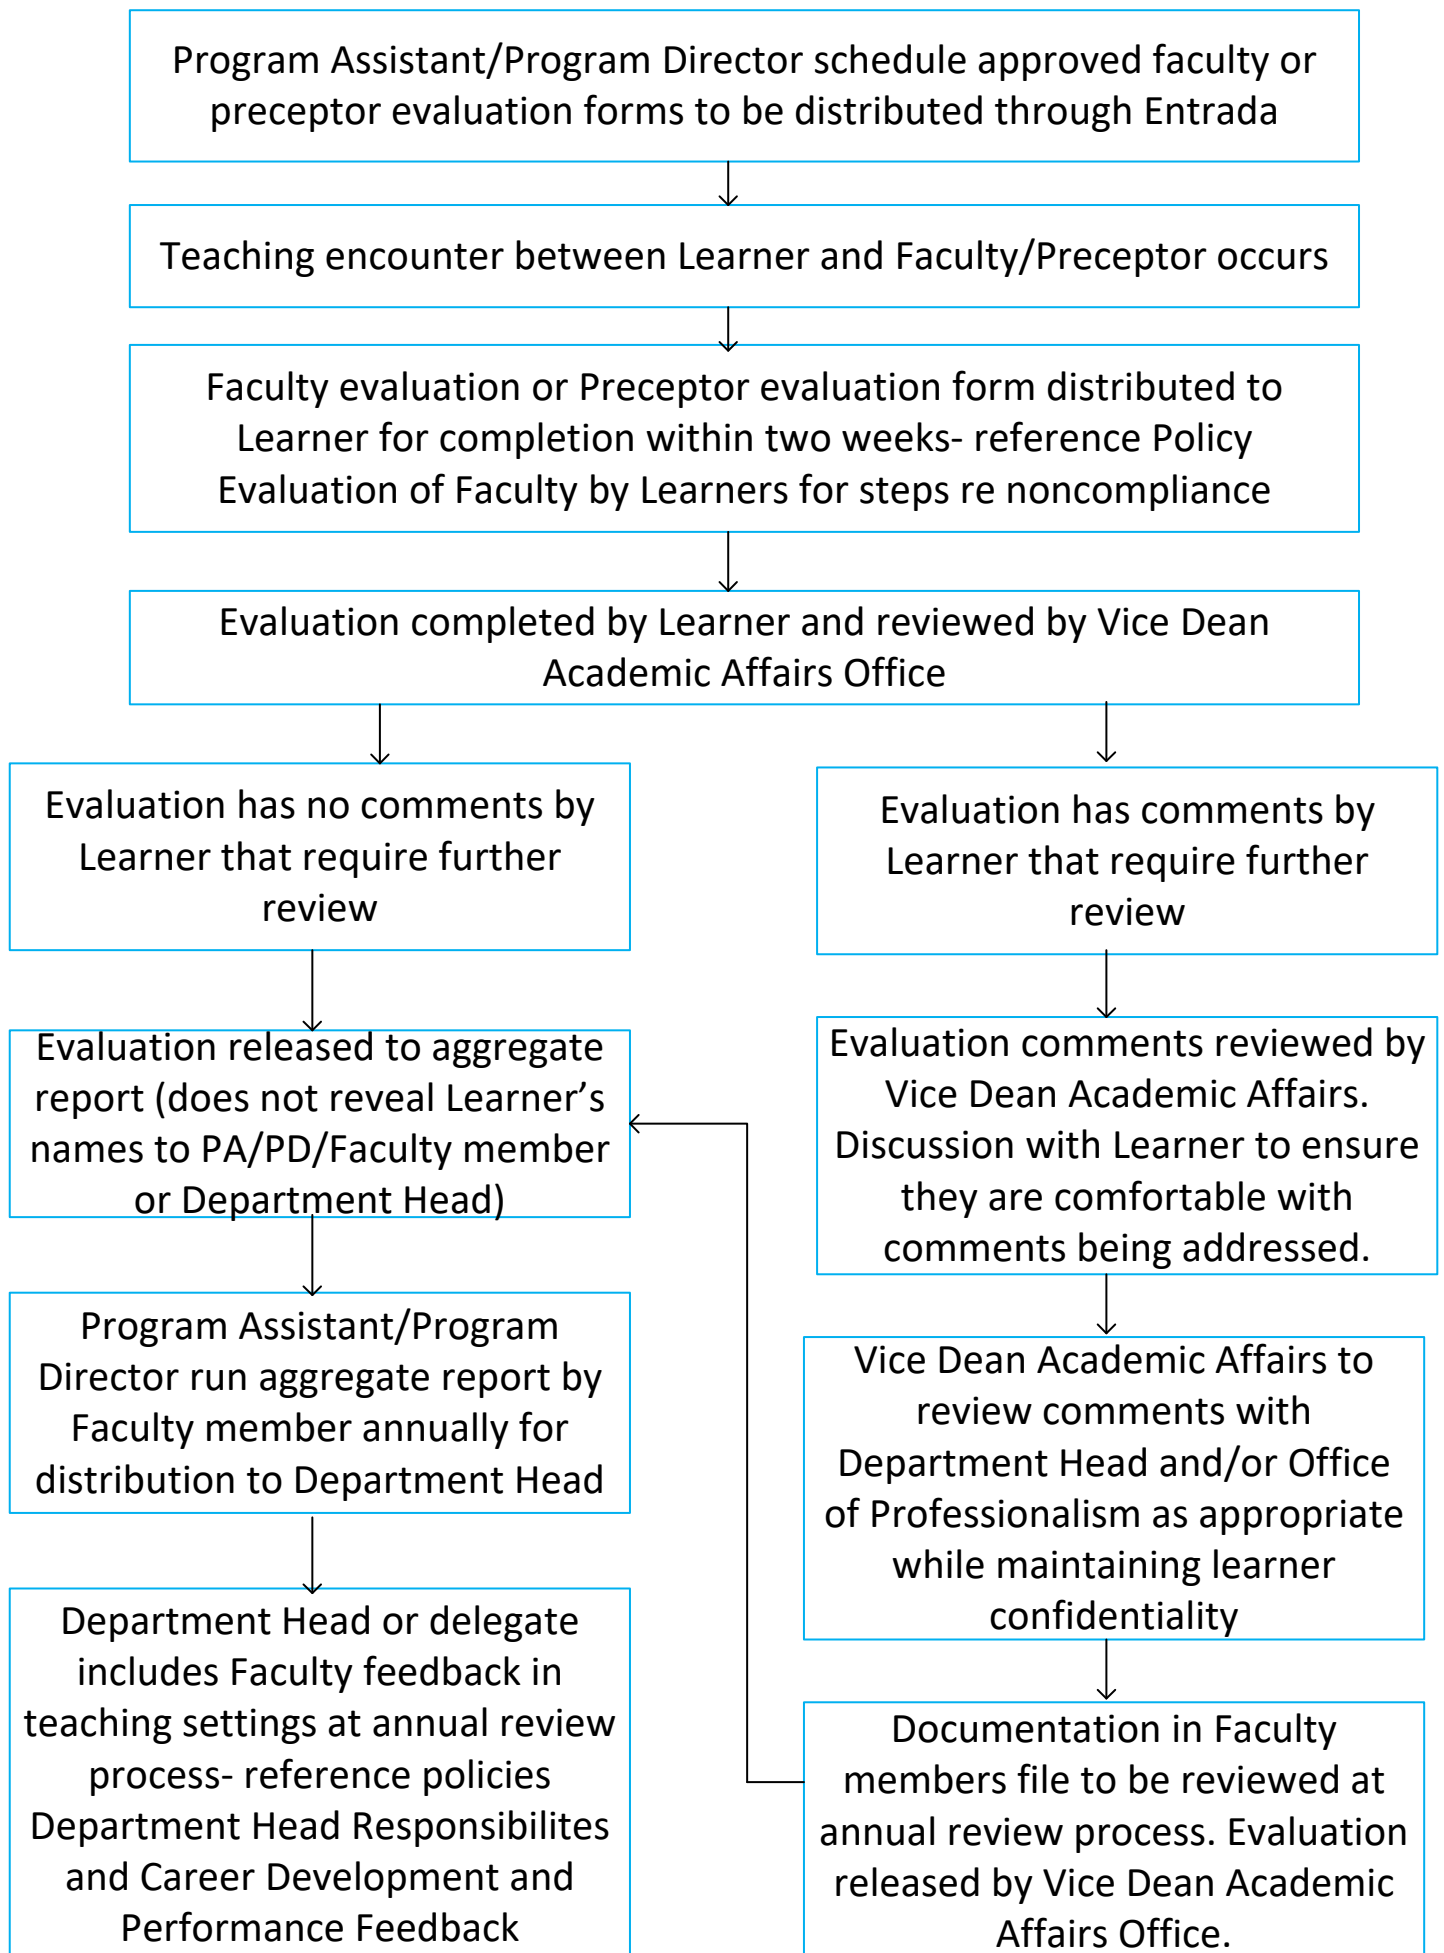 Program Assistant/Program Director schedule approved faculty or
preceptor evaluation forms to be distributed through Entrada
Teaching encounter between Learner and Faculty/Preceptor occurs
Faculty evaluation or Preceptor evaluation form distributed to
Learner for completion within two weeks- reference Policy
Evaluation of Faculty by Learners for steps re noncompliance
Evaluation completed by Learner and reviewed by Vice Dean
Academic Affairs Office
Evaluation has no comments by
Learner that require further
review
Evaluation released to aggregate
report (does not reveal Learner’s
names to PA/PD/Faculty member
or Department Head)
Program Assistant/Program
Director run aggregate report by
Faculty member annually for
distribution to Department Head
Department Head or delegate
includes Faculty feedback in
teaching settings at annual review
process- reference policies
Department Head Responsibilites
and Career Development and
Performance Feedback
Evaluation has comments by
Learner that require further
review
Evaluation comments reviewed by
Vice Dean Academic Affairs.
Discussion with Learner to ensure
they are comfortable with
comments being addressed.
Vice Dean Academic Affairs to
review comments with
Department Head and/or Office
of Professionalism as appropriate
while maintaining learner
confidentiality
Documentation in Faculty
members file to be reviewed at
annual review process. Evaluation
released by Vice Dean Academic
Affairs Office.